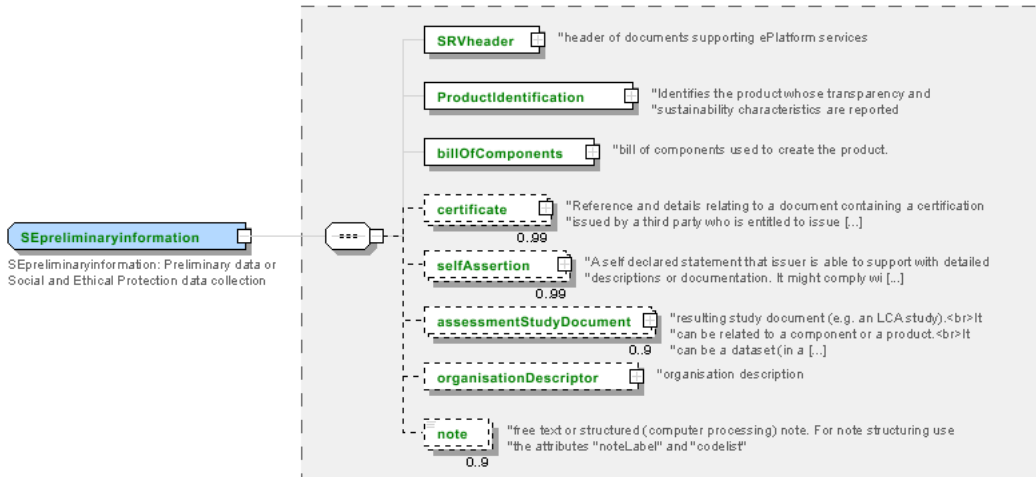 SRVheader
"header of documents supporting ePlatform services
ProductIdentification
"Identifies the product whose transparency and
"sustainability characteristics are reported
billOfComponents
"bill of components used to create the product.
certificate
"Reference and details relating to a document containing a certification
"issued by a third party who is entitled to issue [...]
0..99
SEpreliminaryinformation
SEpreliminaryinformation: Preliminary data or
Social and Ethical Protection data collection
selfAssertion
"A self declared statement that issuer is able to support with detailed
"descriptions or documentation. It might comply wi [...]
0..99
assessmentStudyDocument
"resulting study document (e.g. an LCA study).<br>It
"can be related to a component or a product.<br>It
"can be a dataset (in a [...]
0..9
organisationDescriptor
"organisation description
note
"free text or structured (computer processing) note. For note structuring use
"the attributes "noteLabel" and "codelist"
0..9